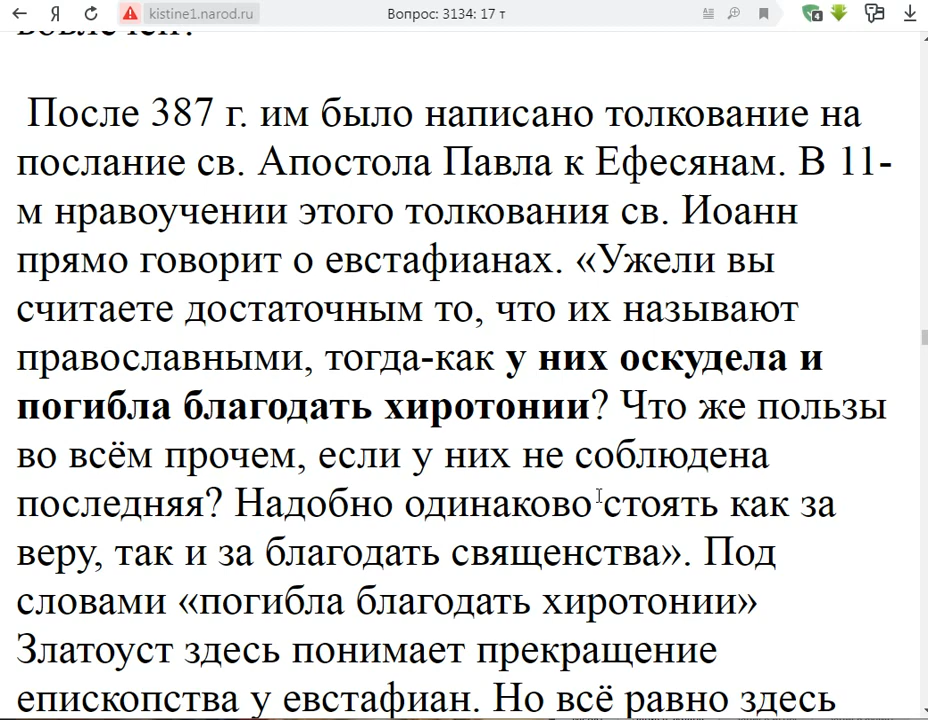 kistine1.narod.ru
Вопрос: 3134: 17 т
4
После 387 г. им было написано толкование на
послание св. Апостола Павла к Ефесянам. В 11-
м нравоучении этого толкования св. Иоанн
прямо говорит о евстафианах. «Ужели вы
считаете достаточным то, что их называют
православными, тогда-как у них оскудела и
погибла благодать хиротонии? Что же пользы
во всём прочем, если у них не соблюдена
последняя? Надобно одинаково стоять как за
веру, так и за благодать священства». Под
словами «погибла благодать хиротонии»
Златоуст здесь понимает прекращение
епископства у евстафиан. Но всё равно здесь